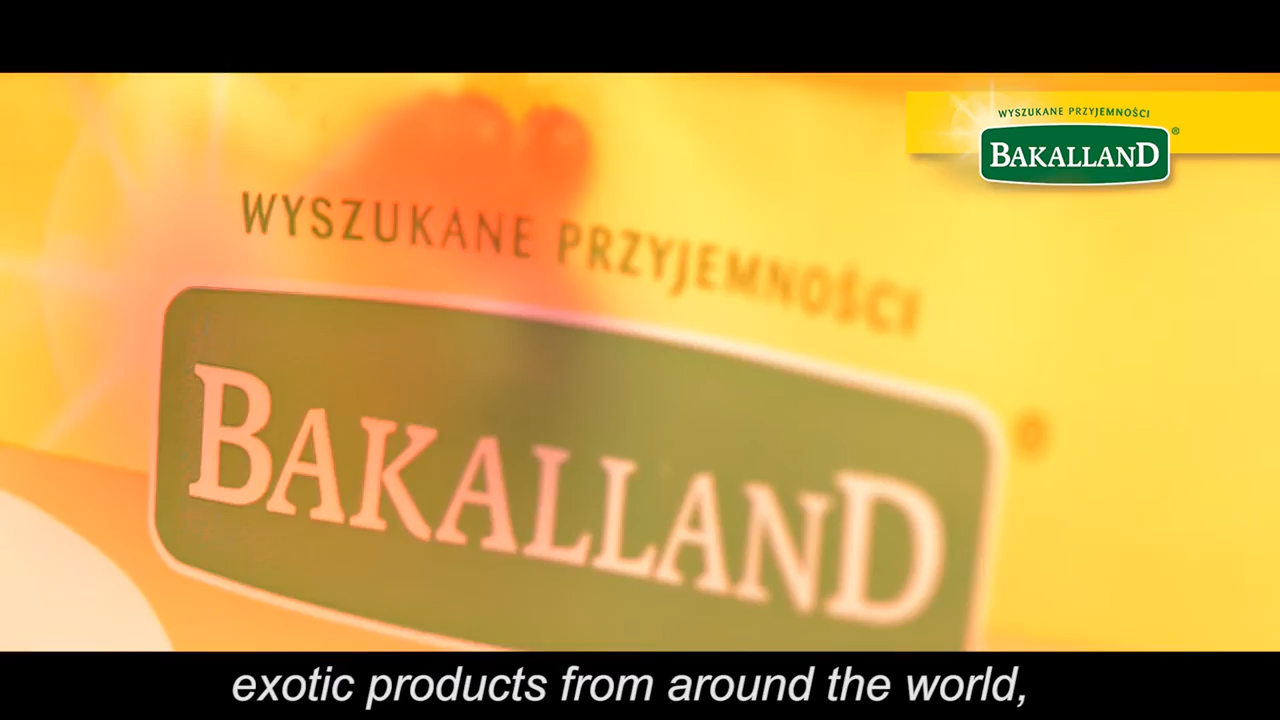 WYSZUKANE PRZYJEMNOŚCI
BAKALLAND®
WYSZUKANE PRZYJEMNOŚCI
BAKALLAND
exotic products from around the world,